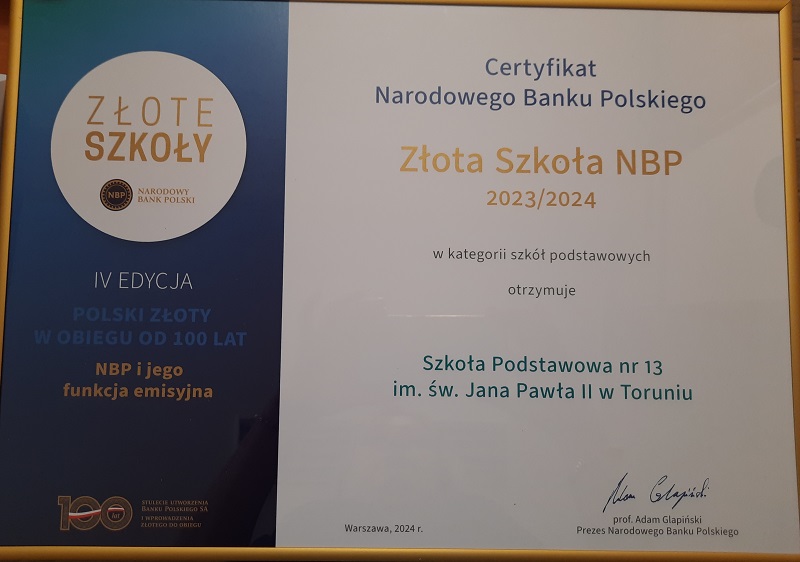 ZŁOTE
SZKOŁY
NBP
NARODOWY
BANK POLSKI
IV EDYCJA
POLSKI ZŁOTY
W OBIEGU OD 100 LAT
NBP i jego
funkcja emisyjna
100 lat
STULECIE UTWORZENIA
BANKU POLSKIEGO SA
I WPROWADZENIA
ZŁOTEGO DO OBIEGU
Certyfikat
Narodowego Banku Polskiego
Złota Szkoła NBP
2023/2024
w kategorii szkół podstawowych
otrzymuje
Szkoła Podstawowa nr 13
im. św. Jana Pawła II w Toruniu
Warszawa, 2024 r.
Adam Glapiński
prof. Adam Glapiński
Prezes Narodowego Banku Polskiego